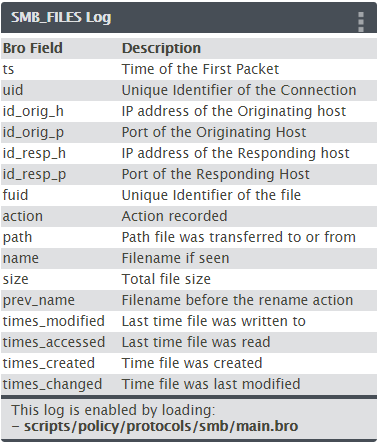 SMB_FILES Log
Bro Field Description
ts Time of the First Packet
uid Unique Identifier of the Connection
id_orig_h IP address of the Originating host
id_orig_p Port of the Originating Host
id_resp_h IP address of the Responding host
id_resp_p Port of the Responding Host
fuid Unique Identifier of the file
action Action recorded
path Path file was transferred to or from
name Filename if seen
size Total file size
prev_name Filename before the rename action
times_modified Last time file was written to
times_accessed Last time file was read
times_created Time file was created
times_changed Time file was last modified
This log is enabled by loading:
– scripts/policy/protocols/smb/main.bro